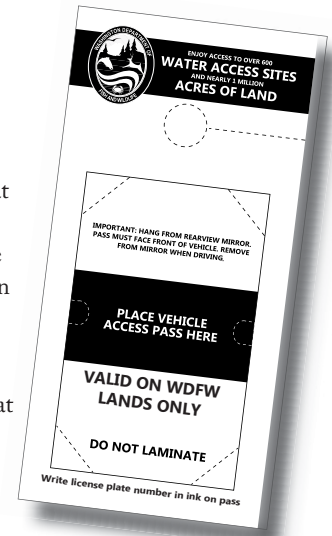 WASHINGTON DEPARTMENT OF
FISH AND WILDLIFE
ENJOY ACCESS TO OVER 600
WATER ACCESS SITES
AND NEARLY 1 MILLION
ACRES OF LAND
IMPORTANT: HANG FROM REARVIEW MIRROR.
PASS MUST FACE FRONT OF VEHICLE. REMOVE
FROM MIRROR WHEN DRIVING.
PLACE VEHICLE
ACCESS PASS HERE
VALID ON WDFW
LANDS ONLY
DO NOT LAMINATE
Write license plate number in ink on pass